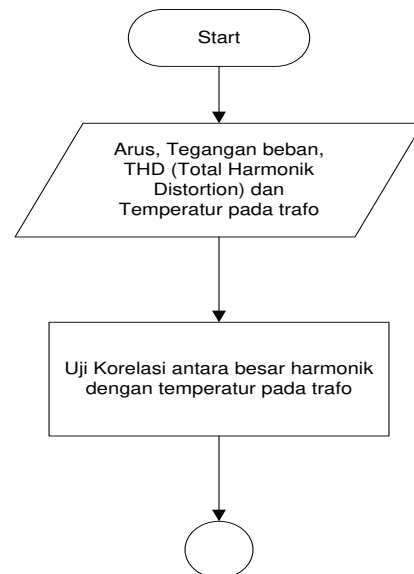 Start
Arus, Tegangan beban,
THD (Total Harmonik
Distortion) dan
Temperatur pada trafo
Uji Korelasi antara besar harmonik
dengan temperatur pada trafo